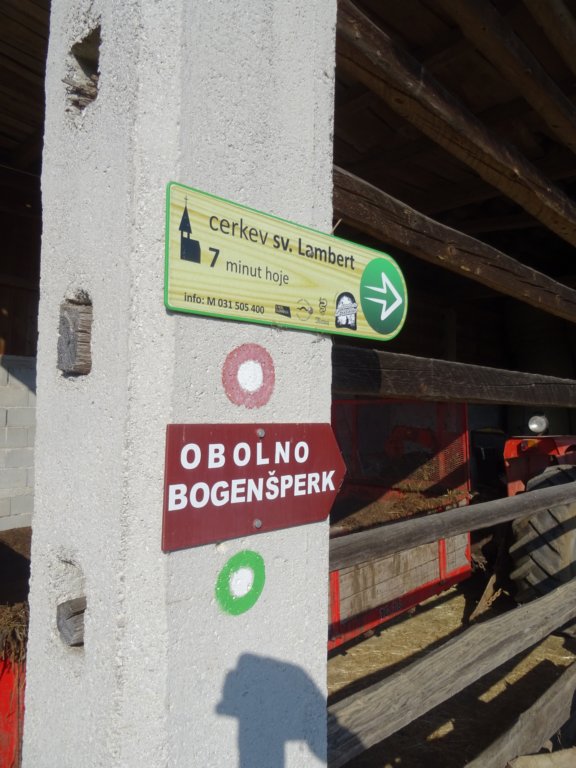 cerkev sv. Lambert
7 minut hoje
info: M 031 505 400
OBOLNO
BOGENŠPERK